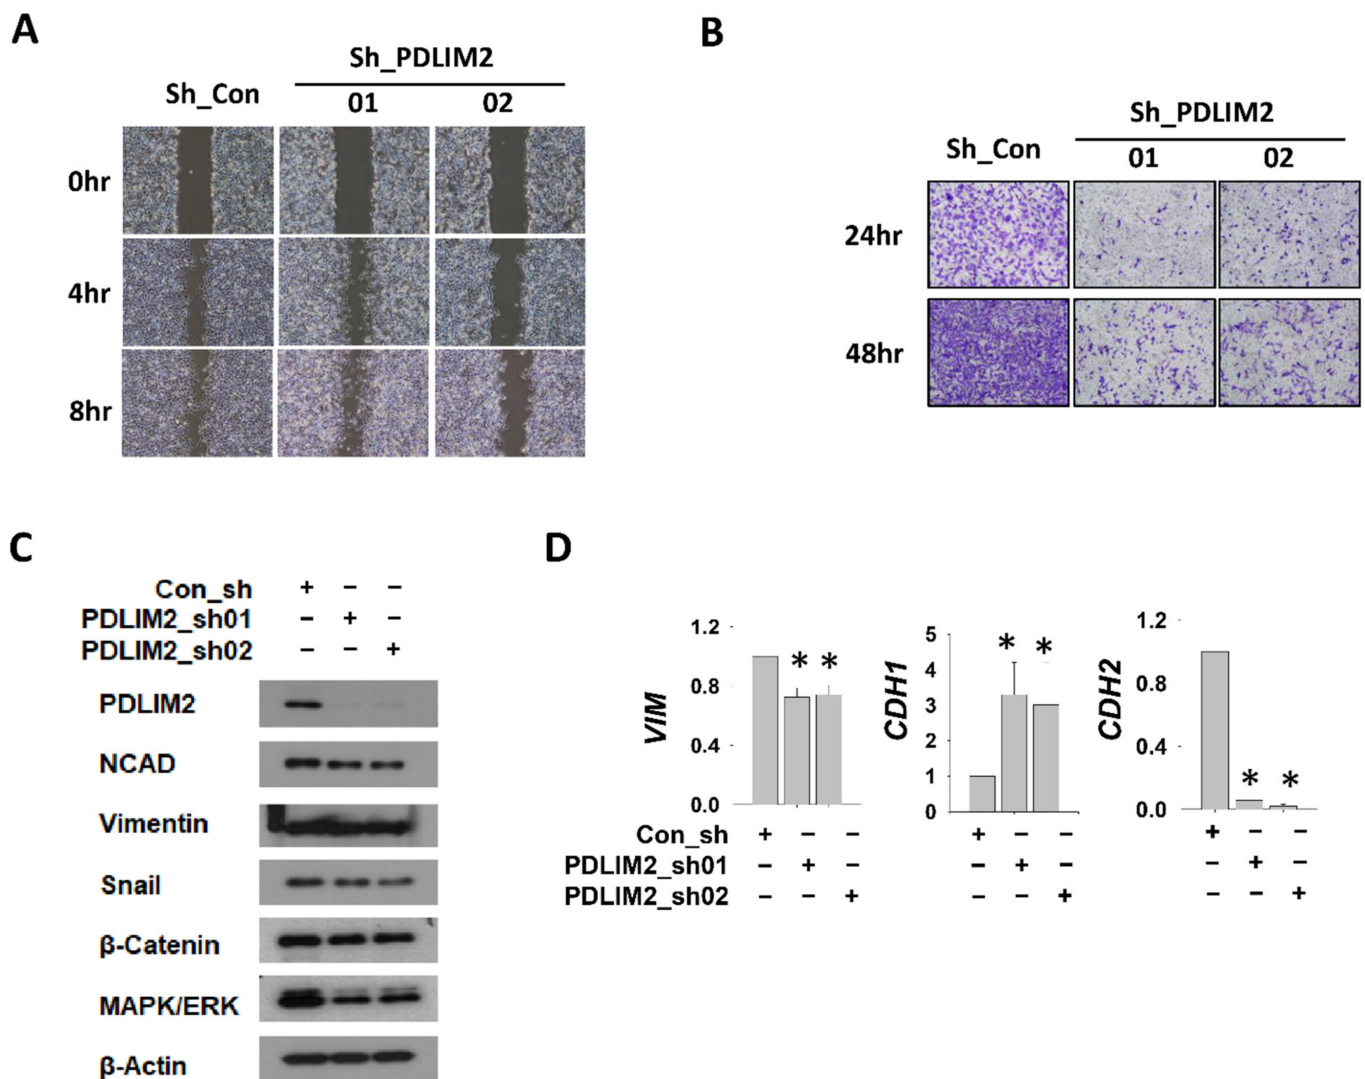 A
Sh_PDLIM2
Sh_Con
01
02
0hr
4hr
8hr
B
Sh_PDLIM2
Sh_Con
01
02
24hr
48hr
C
Con_sh + − −
PDLIM2_sh01 − + −
PDLIM2_sh02 − − +
PDLIM2
NCAD
Vimentin
Snail
β-Catenin
MAPK/ERK
β-Actin
D
VIM
1.2
0.8
0.4
0.0
* *
CDH1
5
4
3
2
1
0
* *
CDH2
1.2
0.8
0.4
0.0
* *
Con_sh + − − + − − + − −
PDLIM2_sh01 − + − − + − − + −
PDLIM2_sh02 − − + − − + − − +